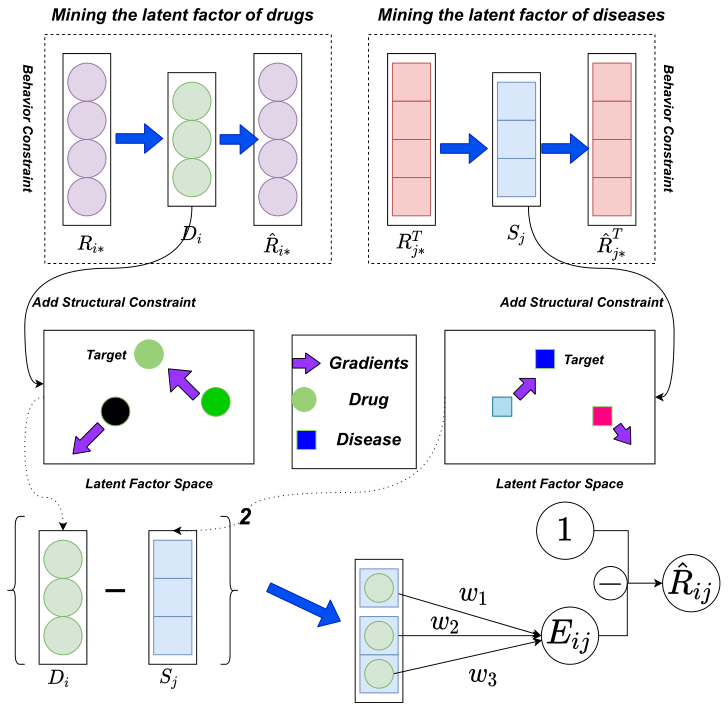 Mining the latent factor of drugs
Mining the latent factor of diseases
Behavior Constraint
Behavior Constraint
$R_{i*}$
$D_i$
$\hat{R}_{i*}$
$R_{j*}^T$
$S_j$
$\hat{R}_{j*}^T$
Add Structural Constraint
Add Structural Constraint
Target
Gradients
Drug
Disease
Target
Latent Factor Space
Latent Factor Space
{ − } 2
$D_i$
$S_j$
$w_1$
$w_2$
$w_3$
1
−
$E_{ij}$
$\hat{R}_{ij}$